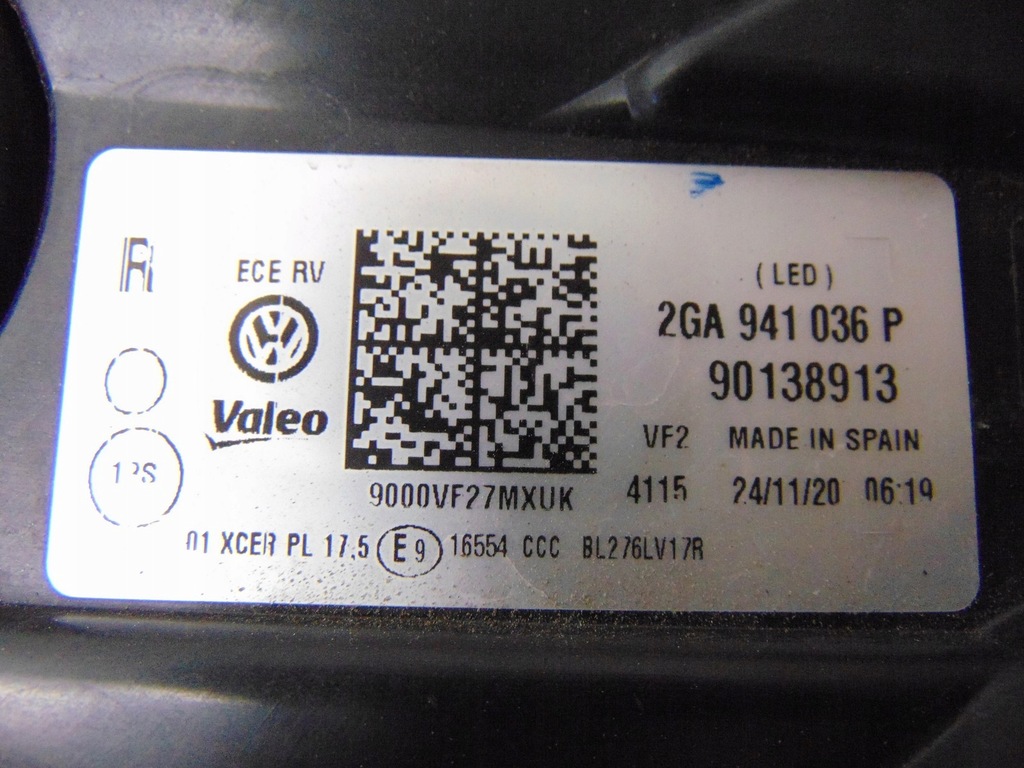 R
ECE RV
Valeo
9000VF27MXUK
(LED)
2GA 941 036 P
90138913
VF2 MADE IN SPAIN
4115 24/11/20 06:19
01 XCER PL 17,5 E9 16554 CCC BL276LV17R